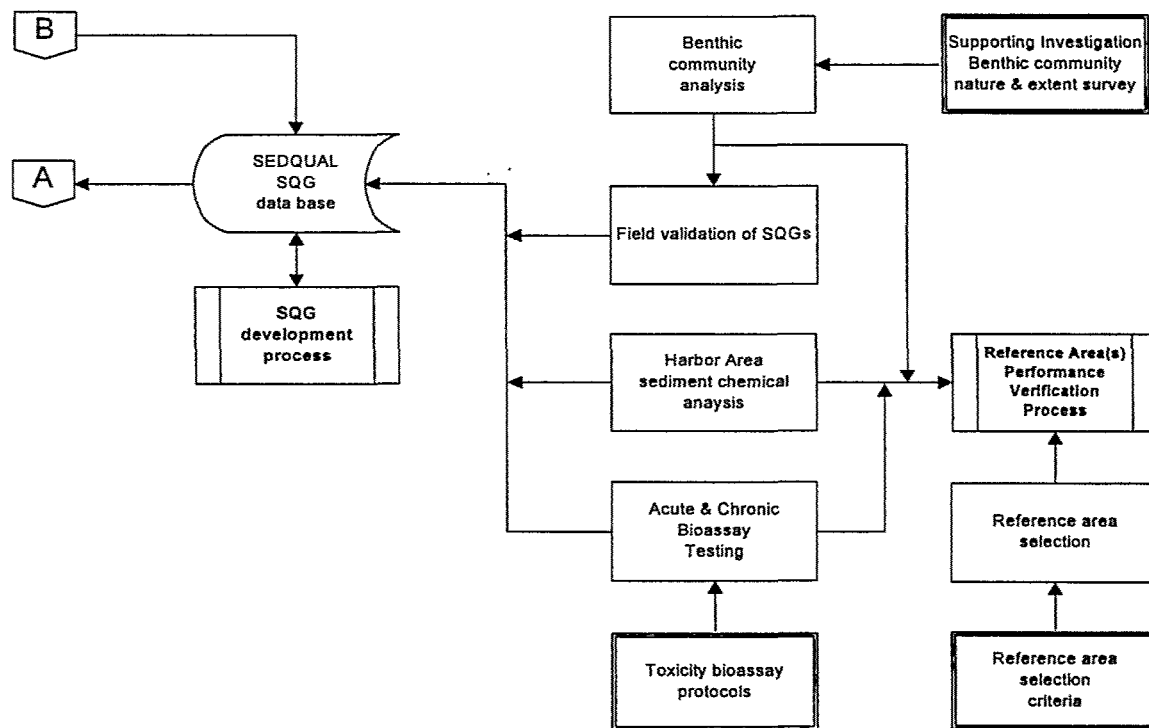 B
Benthic
community
analysis
Supporting Investigation
Benthic community
nature & extent survey
A
SEDQUAL
SQG
data base
Field validation of SQGs
SQG
development
process
Harbor Area
sediment chemical
anaysis
Reference Area(s)
Performance
Verification
Process
Acute & Chronic
Bioassay
Testing
Reference area
selection
Toxicity bioassay
protocols
Reference area
selection
criteria